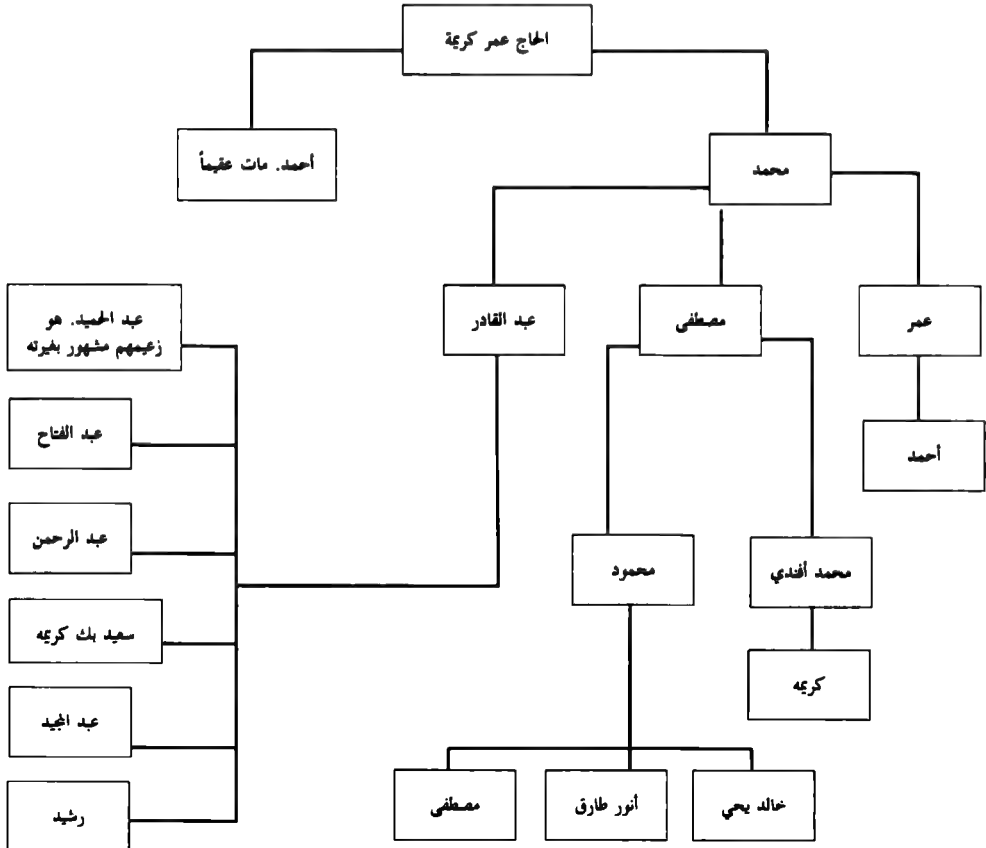 الحاج عمر كريمة
أحمد. مات عقيماً
محمد
عمر
مصطفى
عبد القادر
أحمد
عبد الحميد. هو
زعيمهم مشهور بغيرته
عبد الفتاح
عبد الرحمن
سعيد بك كريمه
عبد المجيد
رشيد
محمد أفندي
محمود
كريمه
خالد يحي
أنور طارق
مصطفى